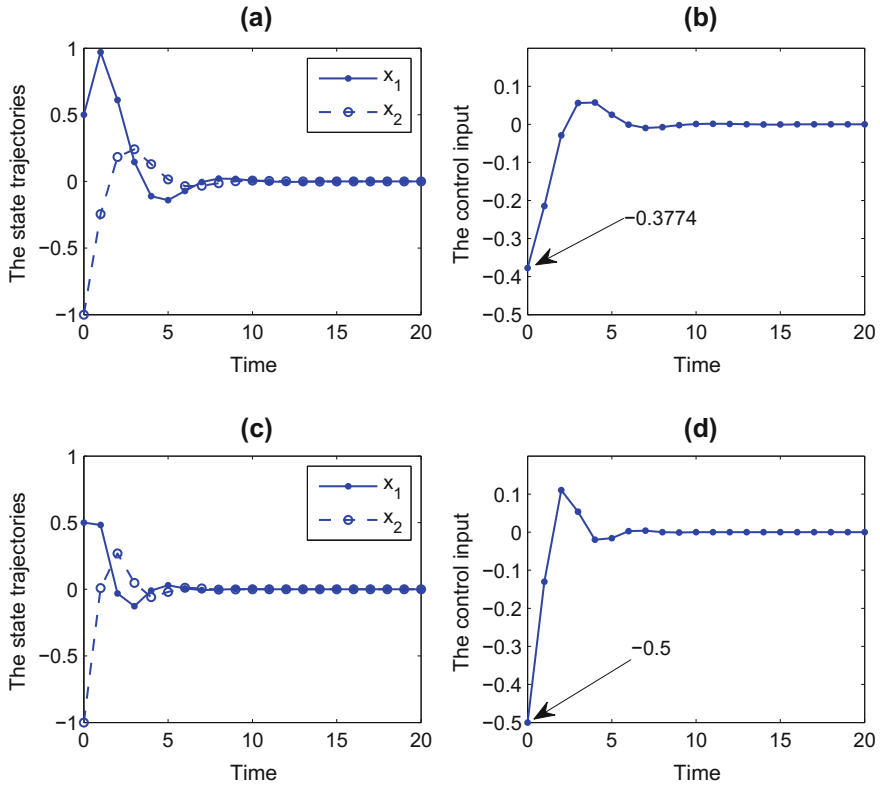 (a)
The state trajectories
1
0.5
0
−0.5
−1
0 5 10 15 20
Time
x1
x2
(b)
The control input
0.1
0
−0.1
−0.2
−0.3
−0.4
−0.5
0 5 10 15 20
Time
−0.3774
(c)
The state trajectories
1
0.5
0
−0.5
−1
0 5 10 15 20
Time
x1
x2
(d)
The control input
0.1
0
−0.1
−0.2
−0.3
−0.4
−0.5
0 5 10 15 20
Time
−0.5